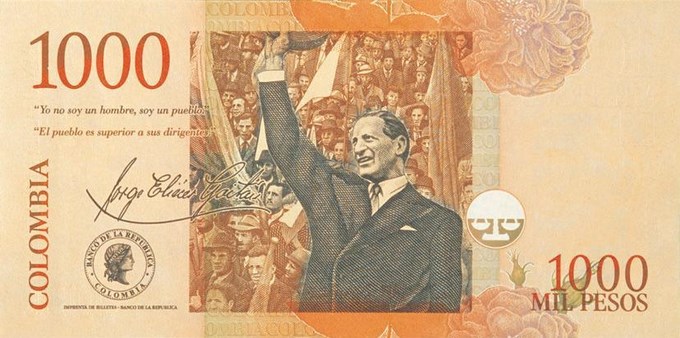 1000
“Yo no soy un hombre, soy un pueblo.”
“El pueblo es superior a sus dirigentes.”
Jorge Eliécer Gaitán
COLOMBIA
BANCO DE LA REPUBLICA
COLOMBIA
IMPRENTA DE BILLETES - BANCO DE LA REPUBLICA
1000
MIL PESOS